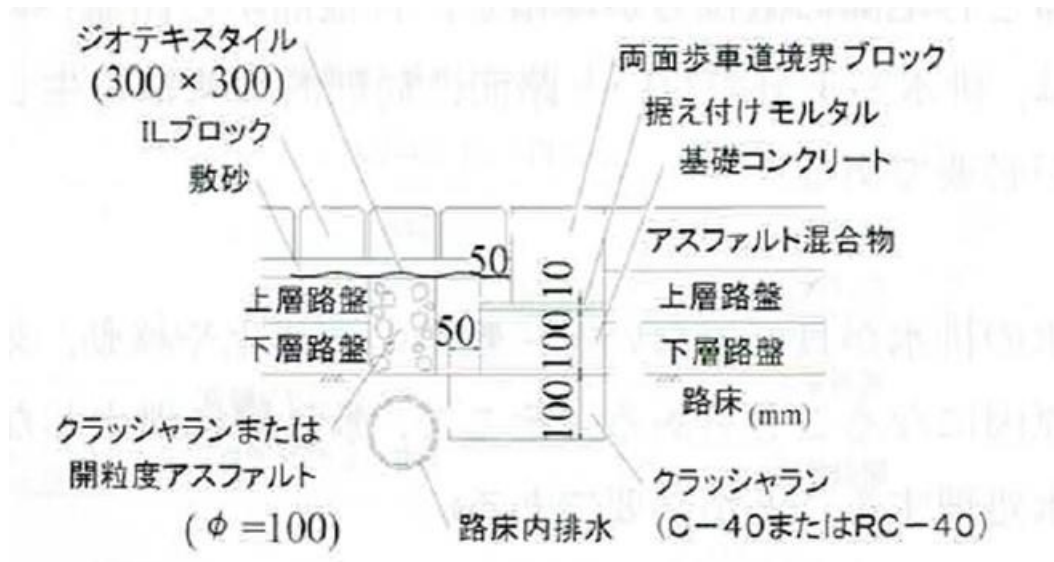 ジオテキスタイル
(300×300)
ILブロック
敷砂
両面歩車道境界ブロック
据え付けモルタル
基礎コンクリート
アスファルト混合物
上層路盤
下層路盤
路床(mm)
50
10
上層路盤
下層路盤
50
100
100
クラッシャランまたは
開粒度アスファルト
(φ=100)
路床内排水
クラッシャラン
(C-40またはRC-40)